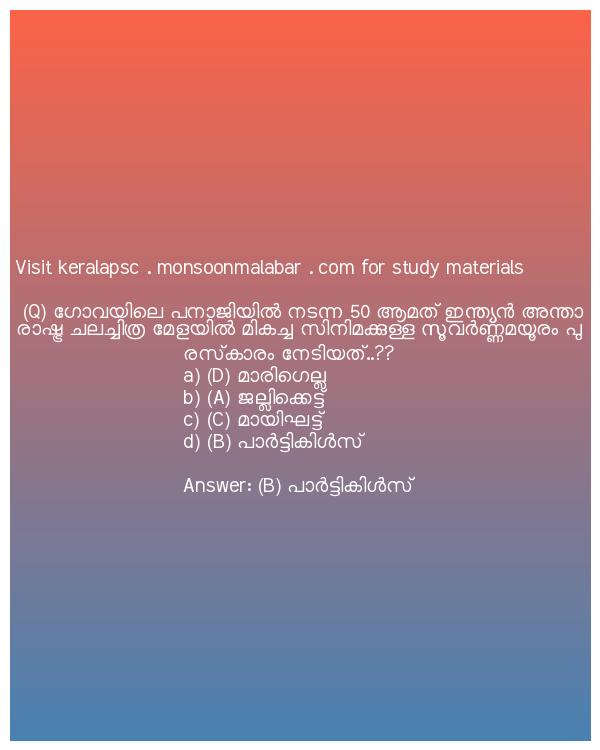 Visit keralapsc . monsoonmalabar . com for study materials
(Q) ഗോവയിലെ പനാജിയിൽ നടന്ന 50 ആമത് ഇന്ത്യൻ അന്താ
രാഷ്ട്ര ചലച്ചിത്ര മേളയിൽ മികച്ച സിനിമക്കുള്ള സൂവർണ്ണമയൂരം പു
രസ്‌കാരം നേടിയത്..??
a) (D) മാരിഗെല്ല
b) (A) ജല്ലിക്കെട്ട്
c) (C) മായിഘട്ട്
d) (B) പാർട്ടികിൾസ്
Answer: (B) പാർട്ടികിൾസ്